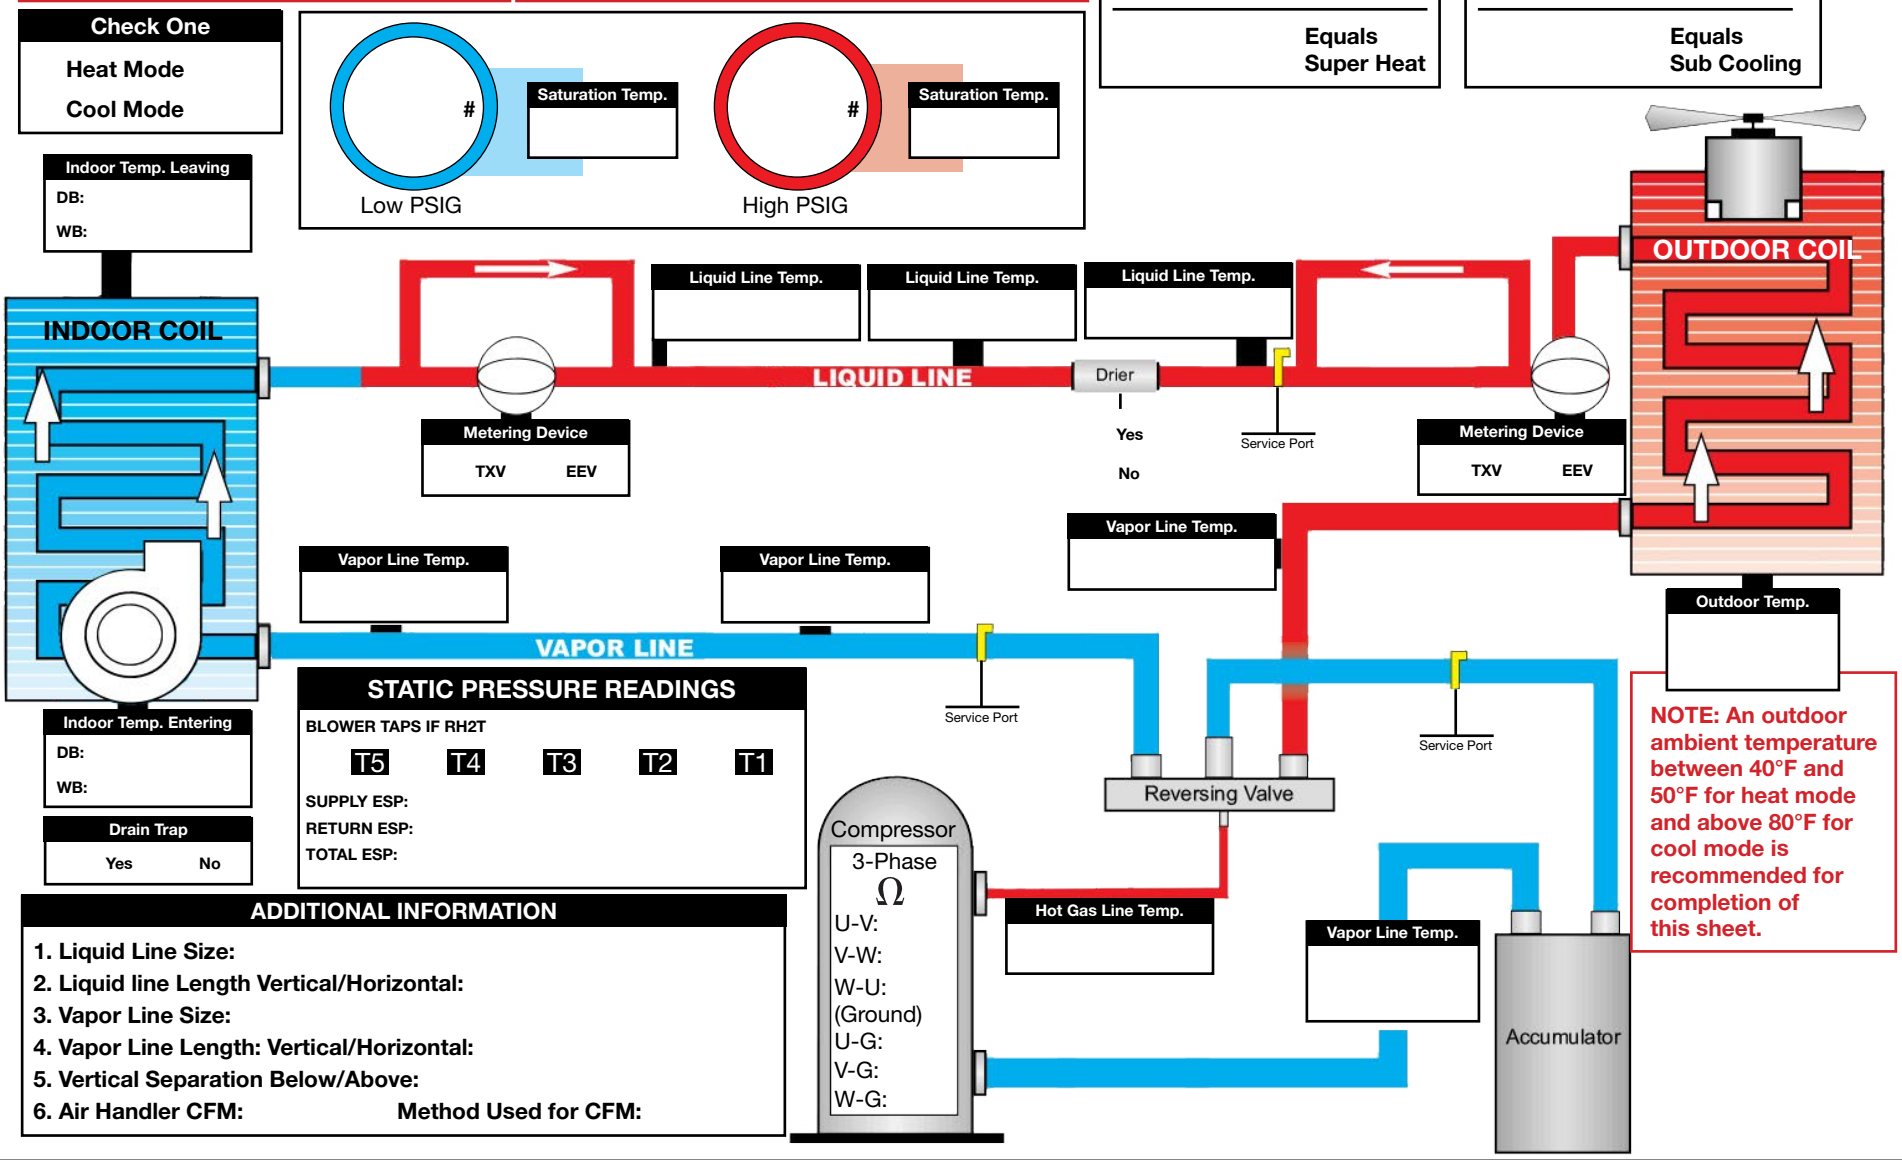 Check One
Heat Mode
Cool Mode
#
Saturation Temp.
Low PSIG
#
Saturation Temp.
High PSIG
Equals
Super Heat
Equals
Sub Cooling
Indoor Temp. Leaving
DB:
WB:
INDOOR COIL
Liquid Line Temp.
Liquid Line Temp.
Liquid Line Temp.
OUTDOOR COIL
LIQUID LINE
Drier
Yes
No
Service Port
Metering Device
TXV EEV
Metering Device
TXV EEV
Vapor Line Temp.
Vapor Line Temp.
Vapor Line Temp.
Outdoor Temp.
VAPOR LINE
Service Port
Service Port
NOTE: An outdoor
ambient temperature
between 40°F and
50°F for heat mode
and above 80°F for
cool mode is
recommended for
completion of
this sheet.
Indoor Temp. Entering
DB:
WB:
Drain Trap
Yes No
STATIC PRESSURE READINGS
BLOWER TAPS IF RH2T
T5 T4 T3 T2 T1
SUPPLY ESP:
RETURN ESP:
TOTAL ESP:
Reversing Valve
Compressor
3-Phase
Ω
U-V:
V-W:
W-U:
(Ground)
U-G:
V-G:
W-G:
Hot Gas Line Temp.
Vapor Line Temp.
Accumulator
ADDITIONAL INFORMATION
1. Liquid Line Size:
2. Liquid line Length Vertical/Horizontal:
3. Vapor Line Size:
4. Vapor Line Length: Vertical/Horizontal:
5. Vertical Separation Below/Above:
6. Air Handler CFM: Method Used for CFM: